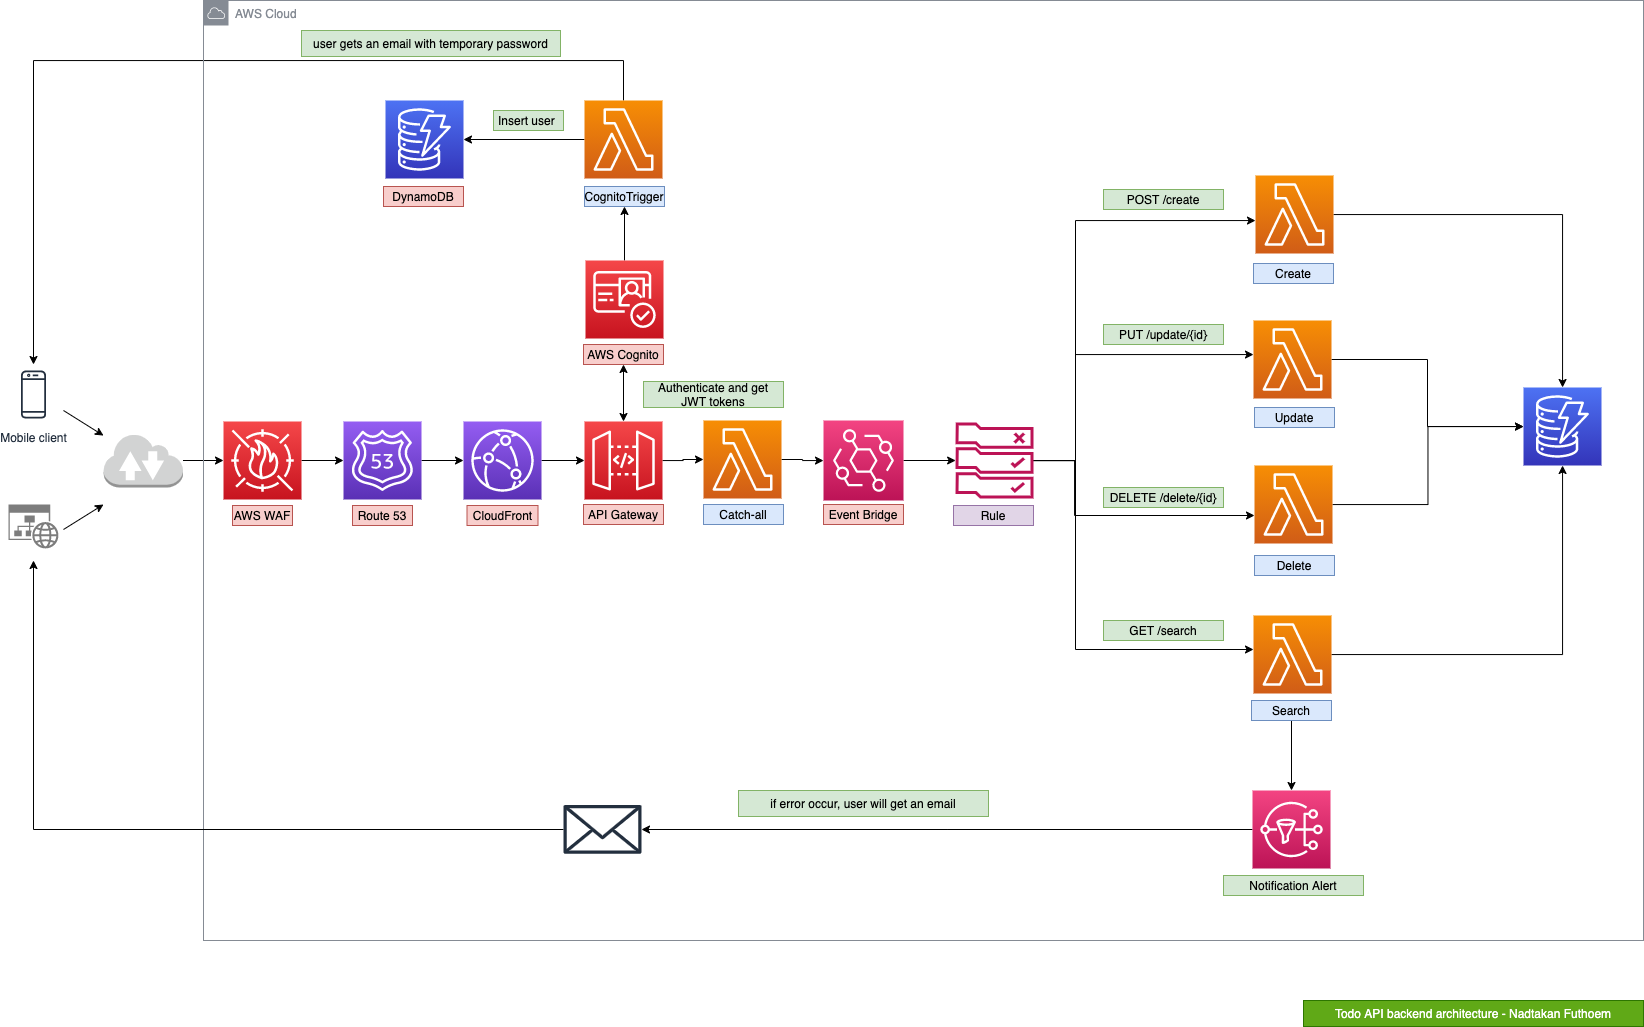 AWS Cloud
user gets an email with temporary password
Insert user
DynamoDB
CognitoTrigger
POST /create
Create
AWS Cognito
PUT /update/{id}
Authenticate and get
JWT tokens
Update
Mobile client
53
AWS WAF
Route 53
CloudFront
API Gateway
Catch-all
Event Bridge
Rule
DELETE /delete/{id}
Delete
GET /search
Search
if error occur, user will get an email
Notification Alert
Todo API backend architecture - Nadtakan Futhoem